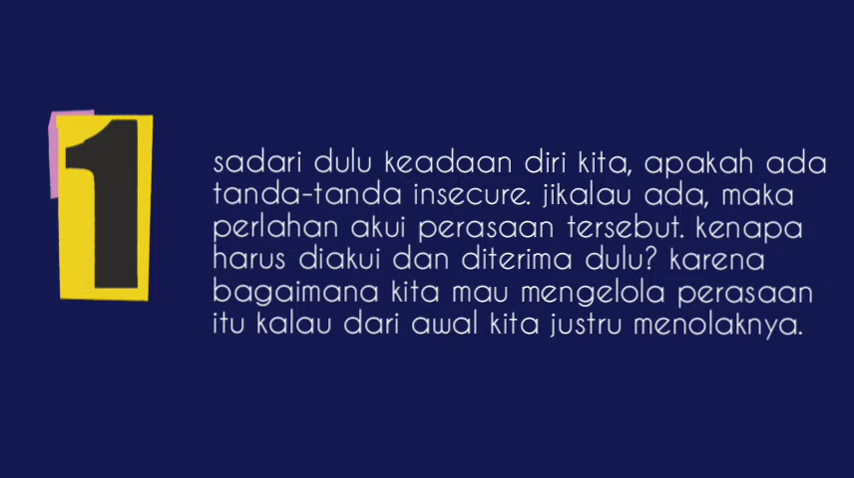 1
sadari dulu keadaan diri kita, apakah ada
tanda-tanda insecure. jikalau ada, maka
perlahan akui perasaan tersebut. kenapa
harus diakui dan diterima dulu? karena
bagaimana kita mau mengelola perasaan
itu kalau dari awal kita justru menolaknya.